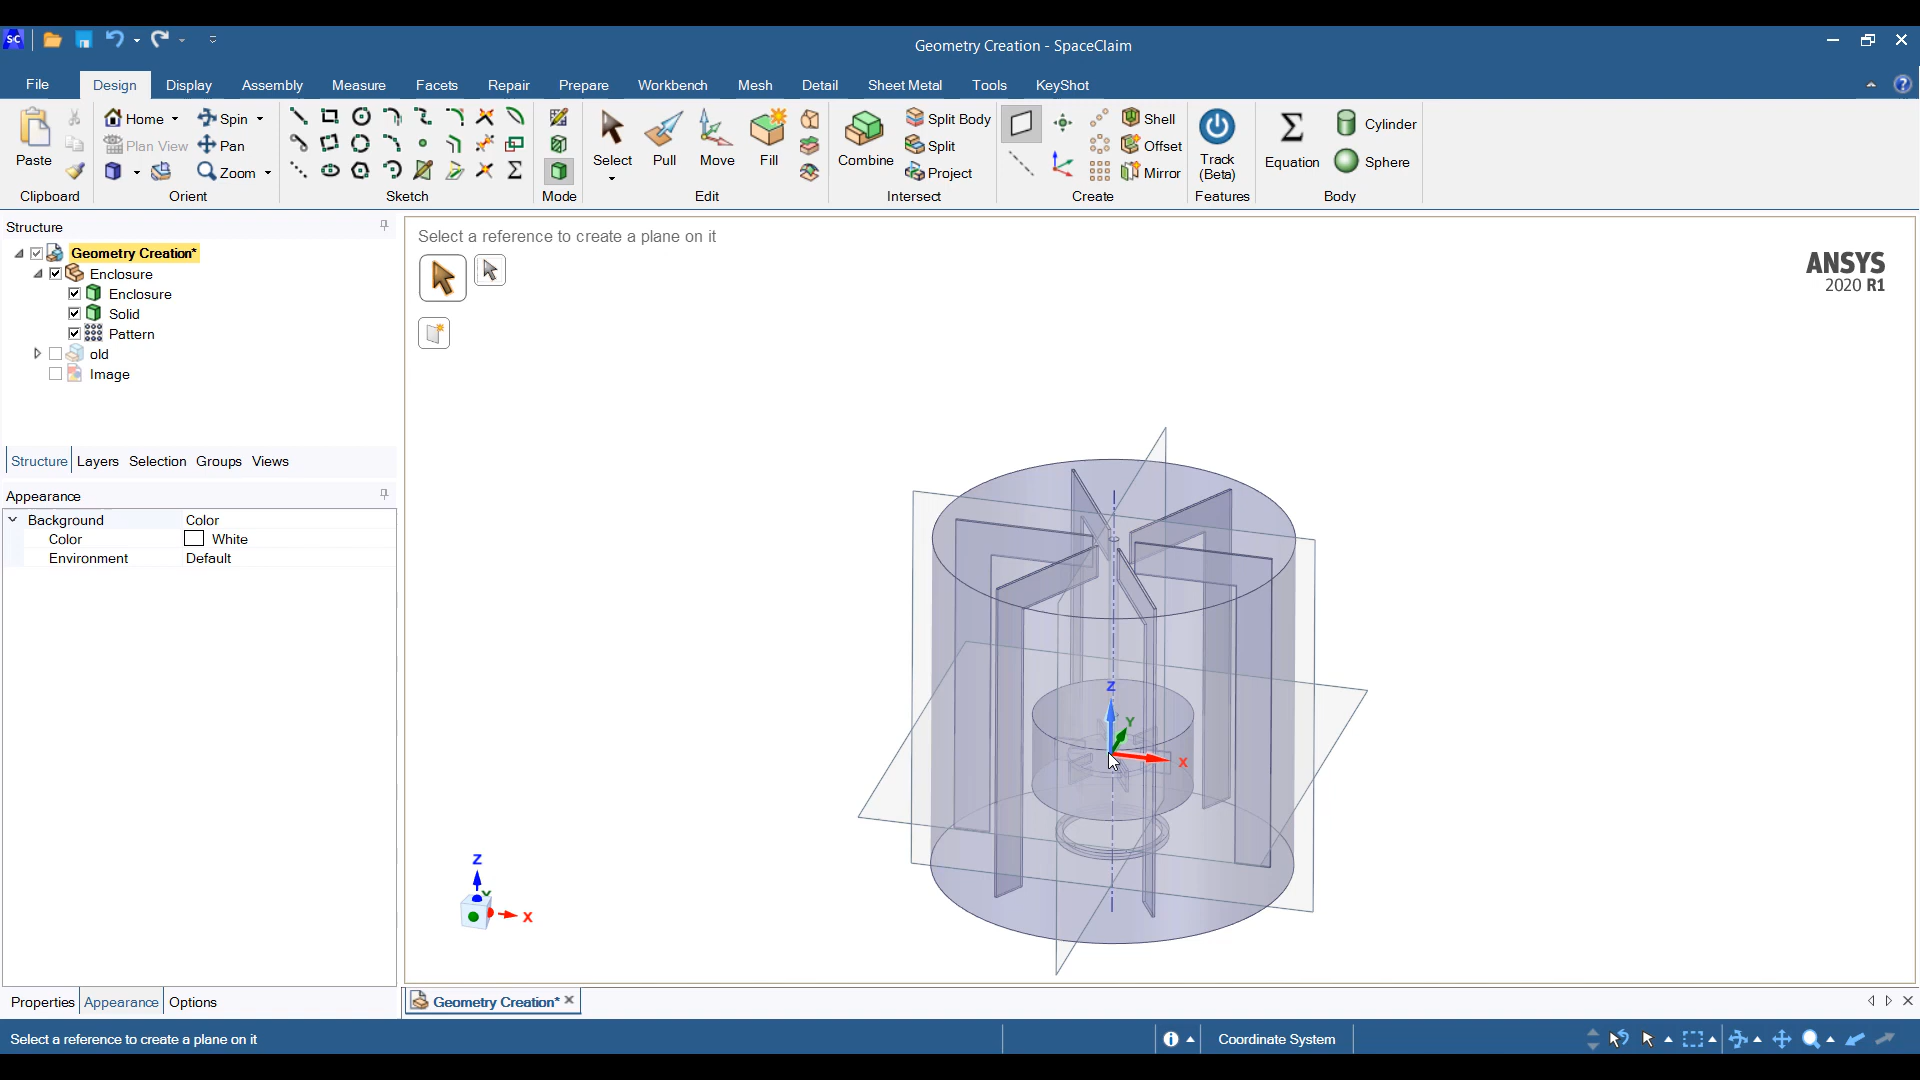 Geometry Creation - SpaceClaim
File Design Display Assembly Measure Facets Repair Prepare Workbench Mesh Detail Sheet Metal Tools KeyShot
Paste
Clipboard
Home Spin
Plan View Pan
Zoom
Orient
Sketch
Mode
Select Pull Move Fill
Edit
Combine
Split Body
Split
Project
Intersect
Shell
Offset
Mirror
Create
Track
(Beta)
Features
Equation
Cylinder
Sphere
Body
Structure
Geometry Creation*
Enclosure
Enclosure
Solid
Pattern
old
Image
Structure Layers Selection Groups Views
Appearance
Background Color
Color White
Environment Default
Properties Appearance Options
Select a reference to create a plane on it
ANSYS
2020 R1
Z
Y
X
Z
Y
X
Geometry Creation*
Select a reference to create a plane on it
Coordinate System